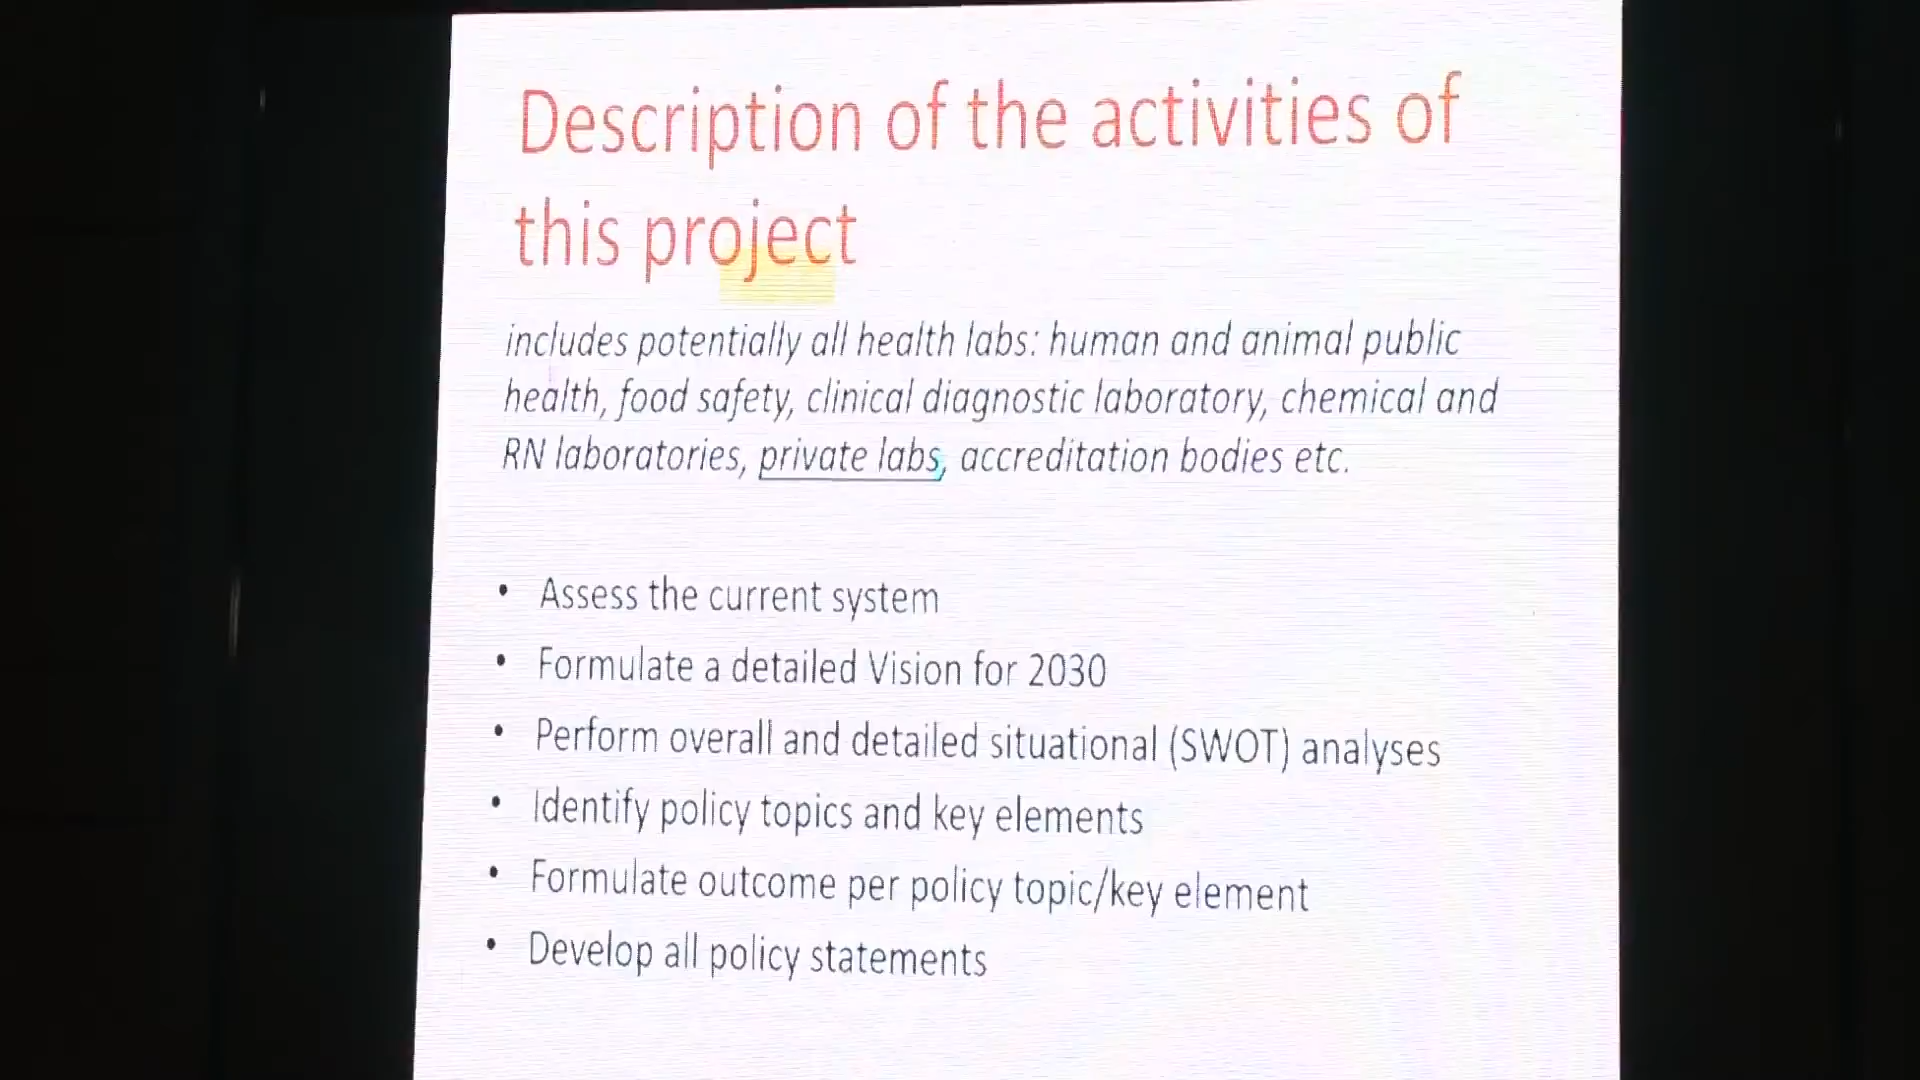 Description of the activities of
this project
includes potentially all health labs: human and animal public
health, food safety, clinical diagnostic laboratory, chemical and
RN laboratories, private labs, accreditation bodies etc.
• Assess the current system
• Formulate a detailed Vision for 2030
• Perform overall and detailed situational (SWOT) analyses
• Identify policy topics and key elements
• Formulate outcome per policy topic/key element
• Develop all policy statements